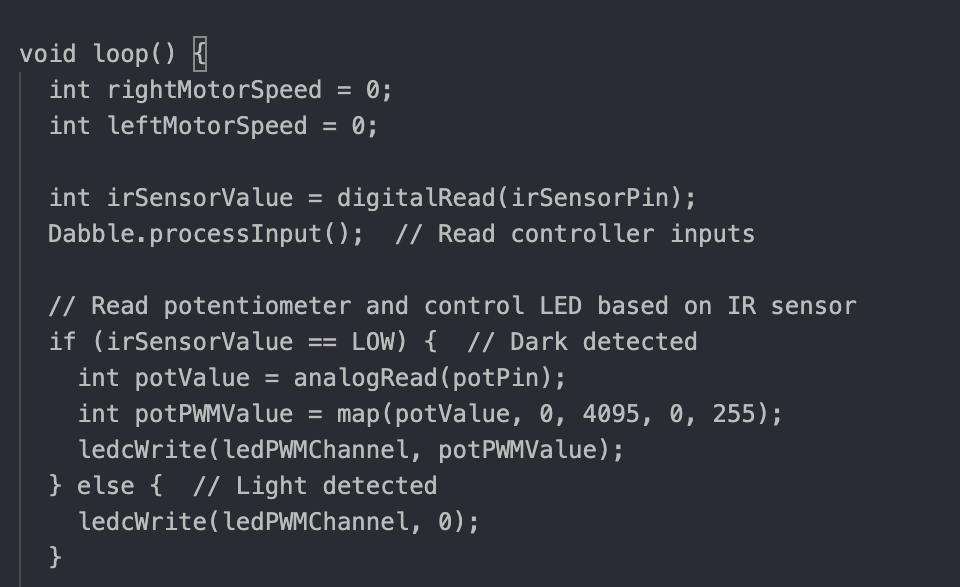 void loop() {
  int rightMotorSpeed = 0;
  int leftMotorSpeed = 0;

  int irSensorValue = digitalRead(irSensorPin);
  Dabble.processInput();  // Read controller inputs

  // Read potentiometer and control LED based on IR sensor
  if (irSensorValue == LOW) {  // Dark detected
    int potValue = analogRead(potPin);
    int potPWMValue = map(potValue, 0, 4095, 0, 255);
    ledcWrite(ledPWMChannel, potPWMValue);
  } else {  // Light detected
    ledcWrite(ledPWMChannel, 0);
  }